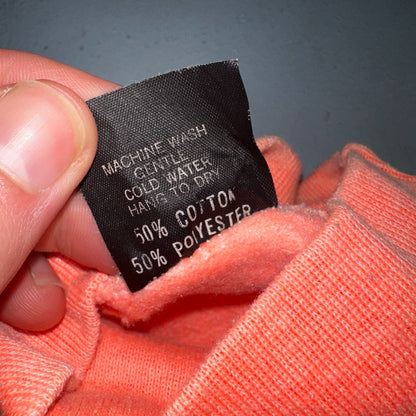 MACHINE WASH
GENTLE
COLD WATER
HANG TO DRY
50% COTTON
50% POLYESTER